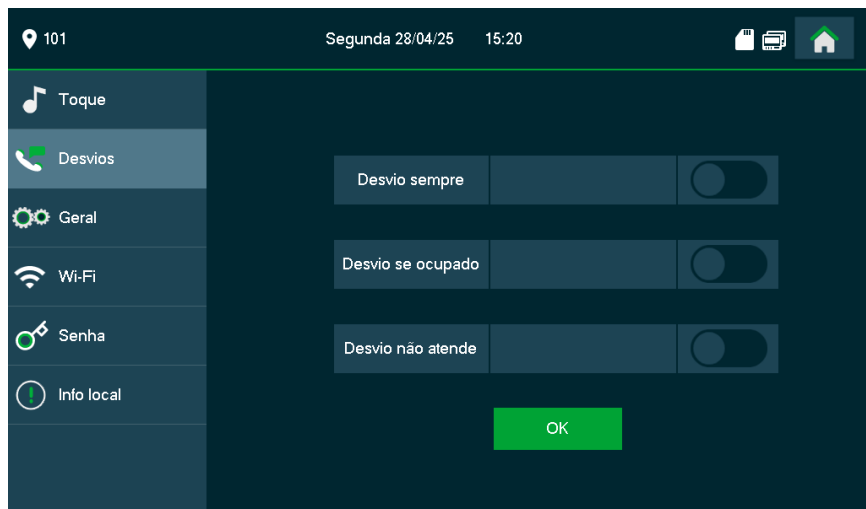 101
Segunda 28/04/25 15:20
Toque
Desvios
Geral
Wi-Fi
Senha
Info local
Desvio sempre
Desvio se ocupado
Desvio não atende
OK